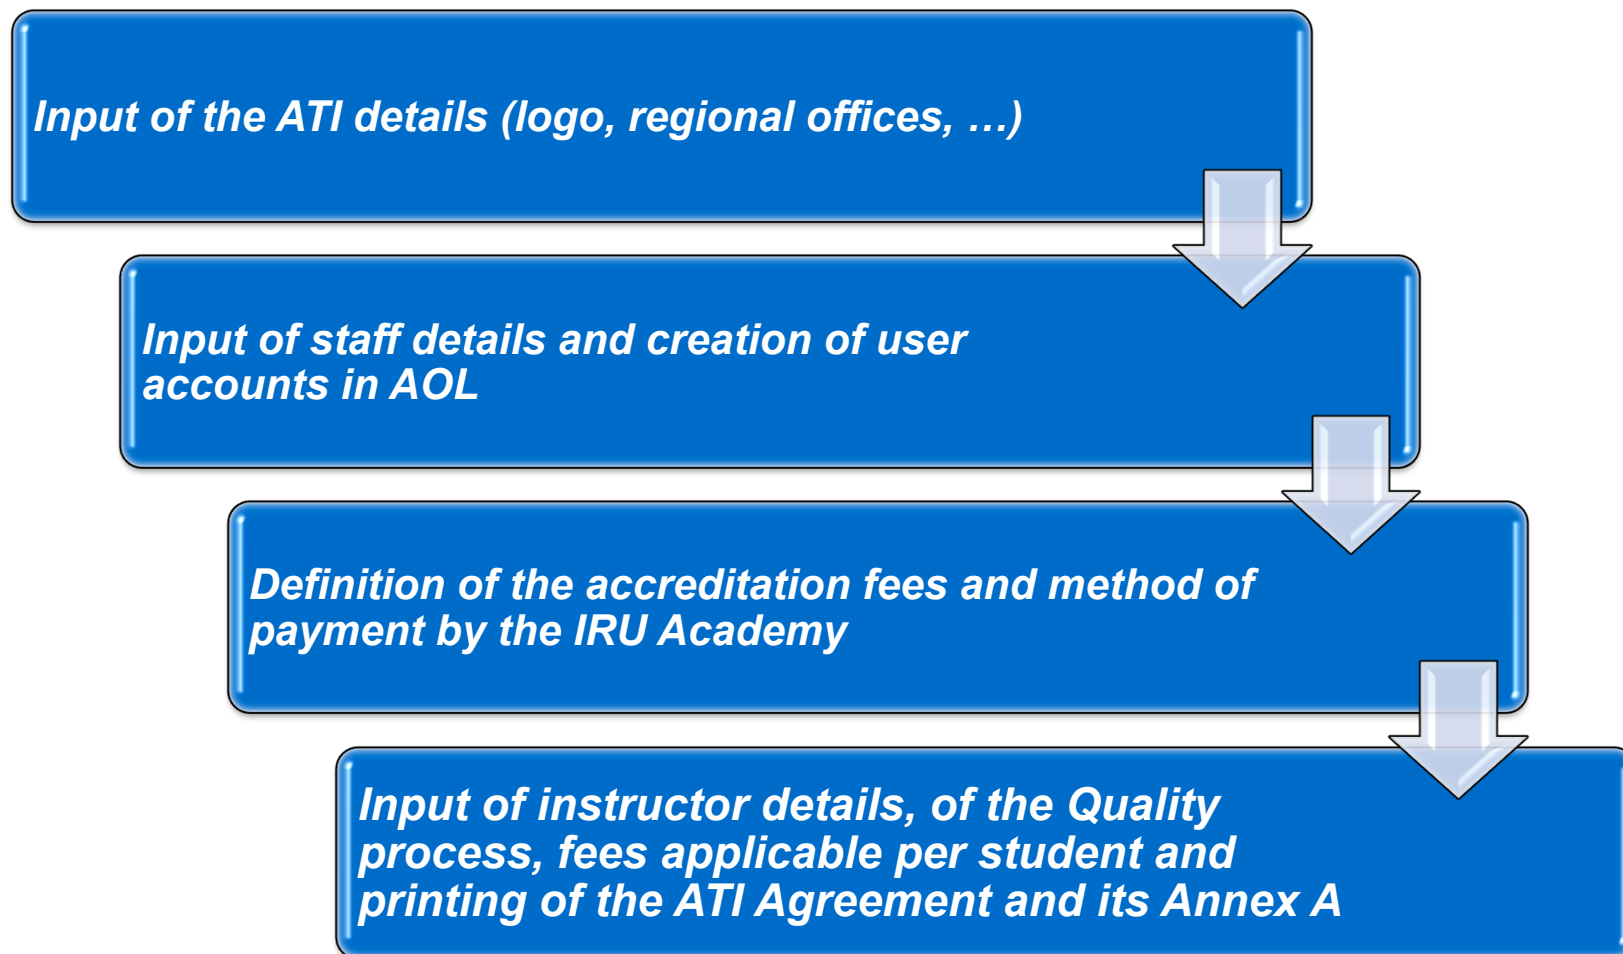 Input of the ATI details (logo, regional offices, …)
Input of staff details and creation of user
accounts in AOL
Definition of the accreditation fees and method of
payment by the IRU Academy
Input of instructor details, of the Quality
process, fees applicable per student and
printing of the ATI Agreement and its Annex A